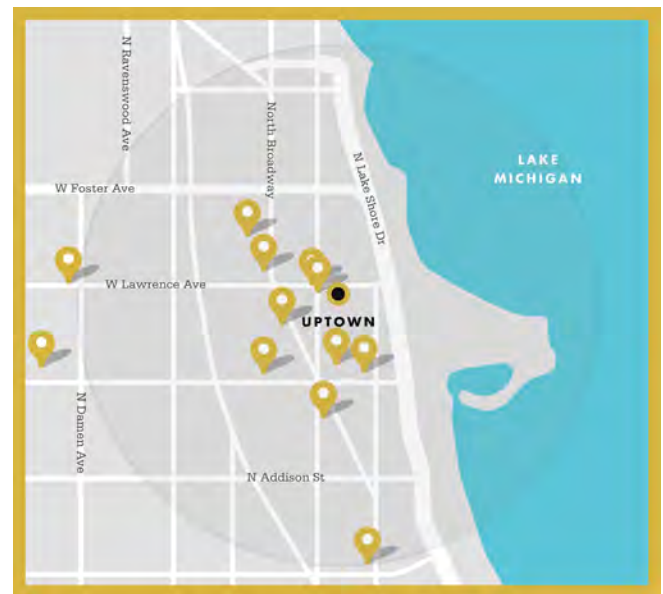 N Ravenswood Ave
North Broadway
N Lake Shore Dr
LAKE
MICHIGAN
W Foster Ave
W Lawrence Ave
UPTOWN
N Damen Ave
N Addison St